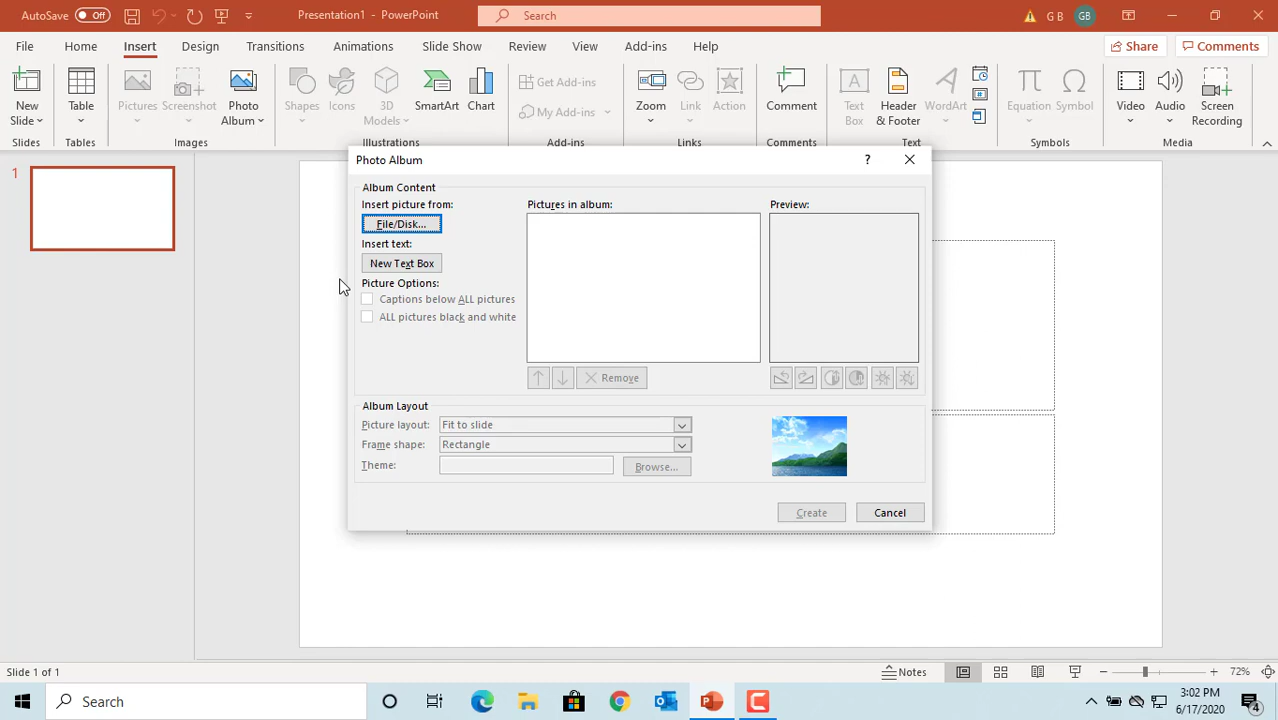 AutoSave Off Presentation1 - PowerPoint Search G B GB
File Home Insert Design Transitions Animations Slide Show Review View Add-ins Help Share Comments
New Slide Table Pictures Screenshot Photo Album Shapes Icons 3D Models SmartArt Chart Get Add-ins My Add-ins Zoom Link Action Comment Text Box Header & Footer WordArt Equation Symbol Video Audio Screen Recording
Slides Tables Images Illustrations Add-ins Links Comments Text Symbols Media
1
Photo Album ?
Album Content
Insert picture from: Pictures in album: Preview:
File/Disk...
Insert text:
New Text Box
Picture Options:
Captions below ALL pictures
ALL pictures black and white
Remove
Album Layout
Picture layout: Fit to slide
Frame shape: Rectangle
Theme: Browse...
Create Cancel
Slide 1 of 1 Notes 72%
Search 3:02 PM
6/17/2020 4